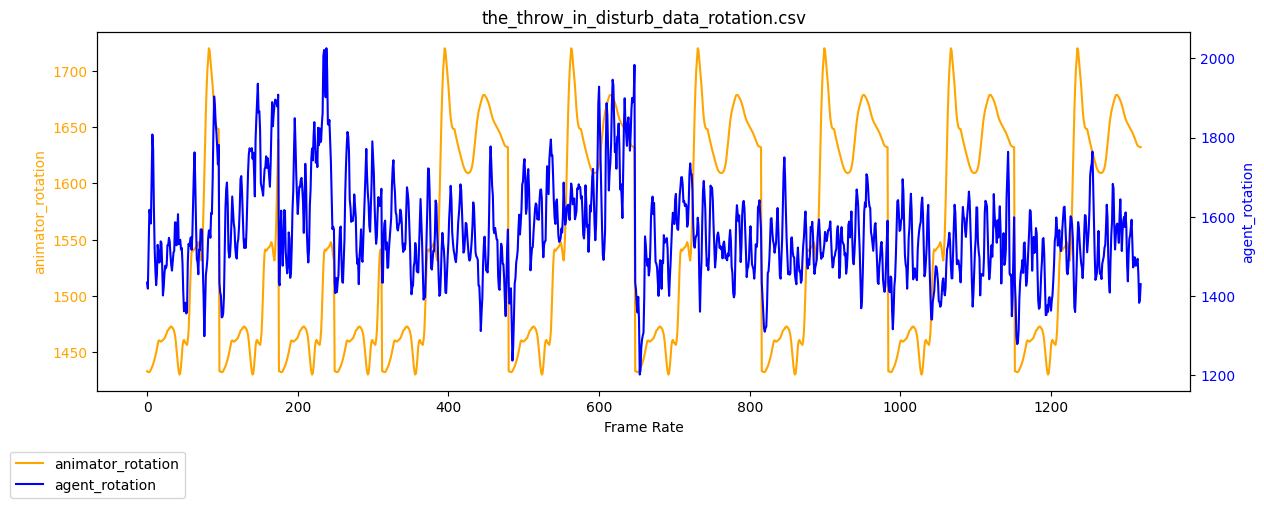 the_throw_in_disturb_data_rotation.csv
1700
1650
1600
1550
1500
1450
animator_rotation
2000
1800
1600
1400
1200
agent_rotation
0 200 400 600 800 1000 1200
Frame Rate
animator_rotation
agent_rotation